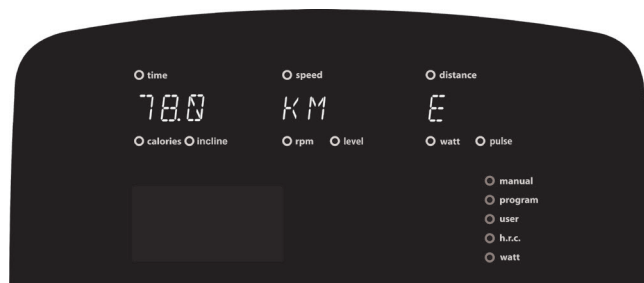 time speed distance
78.0 KM E
calories incline rpm level watt pulse
manual
program
user
h.r.c.
watt